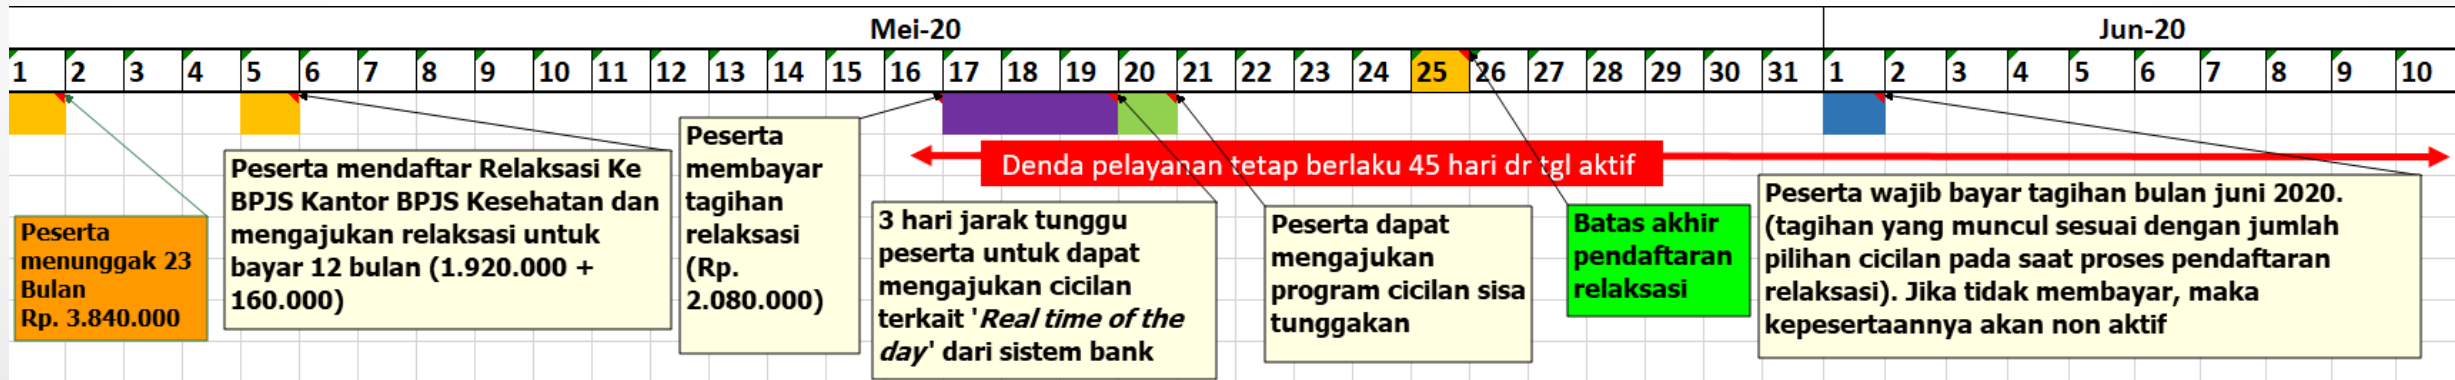 Mei-20 Jun-20
1 2 3 4 5 6 7 8 9 10 11 12 13 14 15 16 17 18 19 20 21 22 23 24 25 26 27 28 29 30 31 1 2 3 4 5 6 7 8 9 10
Peserta
menunggak 23
Bulan
Rp. 3.840.000
Peserta mendaftar Relaksasi Ke
BPJS Kantor BPJS Kesehatan dan
mengajukan relaksasi untuk
bayar 12 bulan (1.920.000 +
160.000)
Peserta
membayar
tagihan
relaksasi
(Rp.
2.080.000)
Denda pelayanan tetap berlaku 45 hari dr tgl aktif
3 hari jarak tunggu
peserta untuk dapat
mengajukan cicilan
terkait 'Real time of the
day' dari sistem bank
Peserta dapat
mengajukan
program cicilan sisa
tunggakan
Batas akhir
pendaftaran
relaksasi
Peserta wajib bayar tagihan bulan juni 2020.
(tagihan yang muncul sesuai dengan jumlah
pilihan cicilan pada saat proses pendaftaran
relaksasi). Jika tidak membayar, maka
kepesertaannya akan non aktif